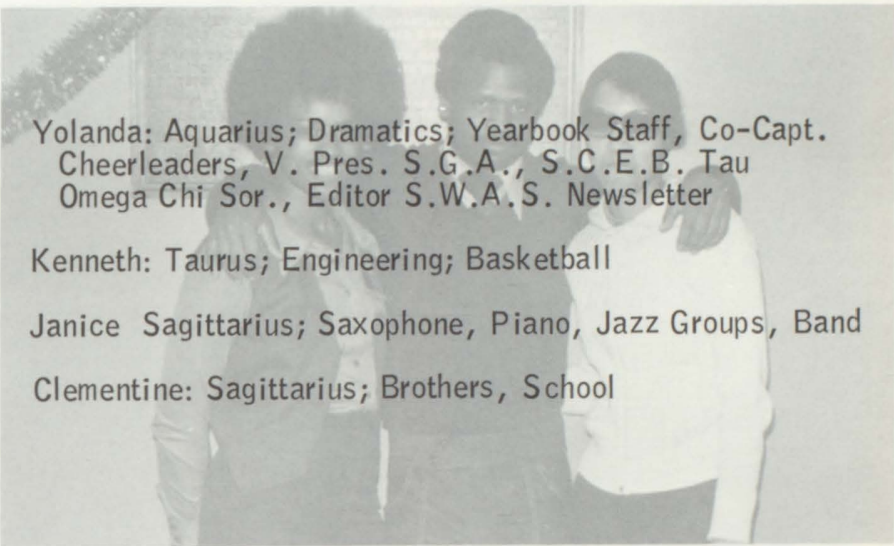 Yolanda: Aquarius; Dramatics; Yearbook Staff, Co-Capt.
Cheerleaders, V. Pres. S.G.A., S.C.E.B. Tau
Omega Chi Sor., Editor S.W.A.S. Newsletter
Kenneth: Taurus; Engineering; Basketball
Janice Sagittarius; Saxophone, Piano, Jazz Groups, Band
Clementine: Sagittarius; Brothers, School